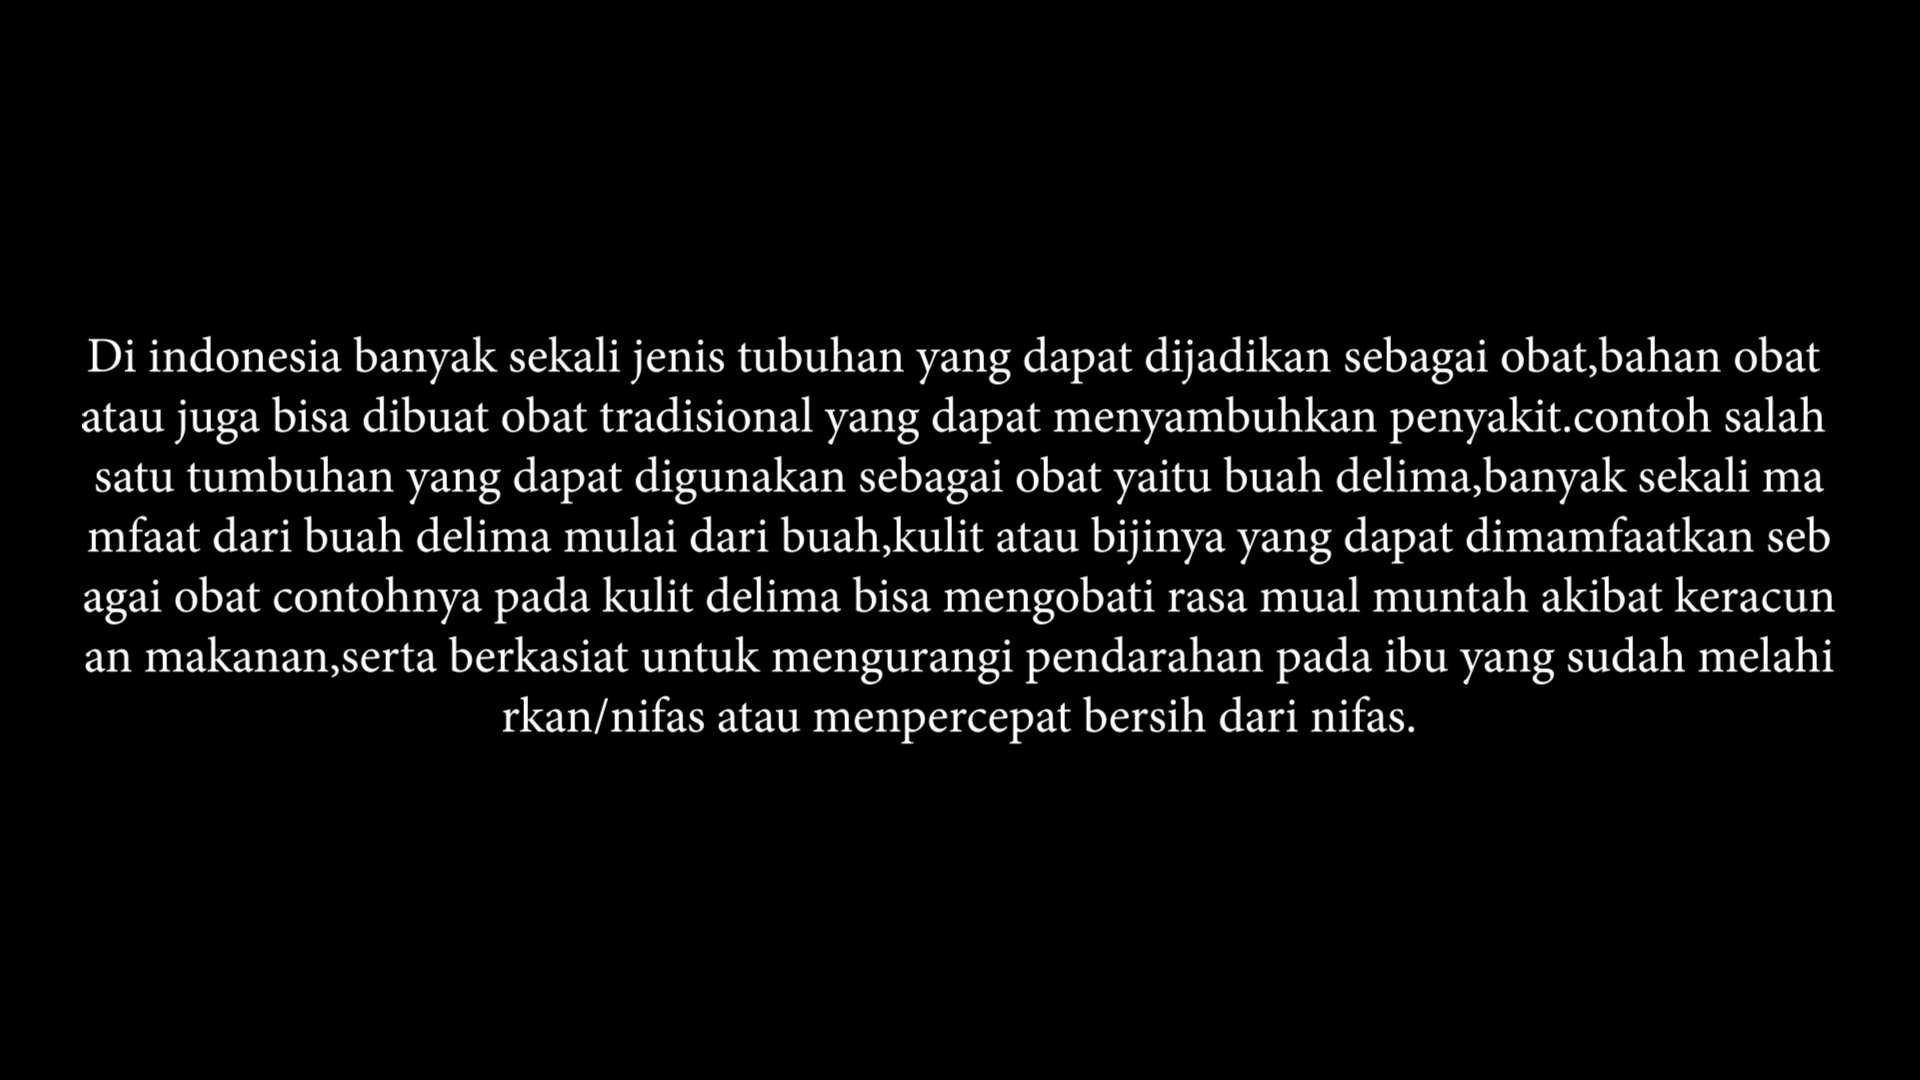 Di indonesia banyak sekali jenis tubuhan yang dapat dijadikan sebagai obat,bahan obat
atau juga bisa dibuat obat tradisional yang dapat menyambuhkan penyakit.contoh salah
satu tumbuhan yang dapat digunakan sebagai obat yaitu buah delima,banyak sekali ma
mfaat dari buah delima mulai dari buah,kulit atau bijinya yang dapat dimamfaatkan seb
agai obat contohnya pada kulit delima bisa mengobati rasa mual muntah akibat keracun
an makanan,serta berkasiat untuk mengurangi pendarahan pada ibu yang sudah melahi
rkan/nifas atau menpercepat bersih dari nifas.